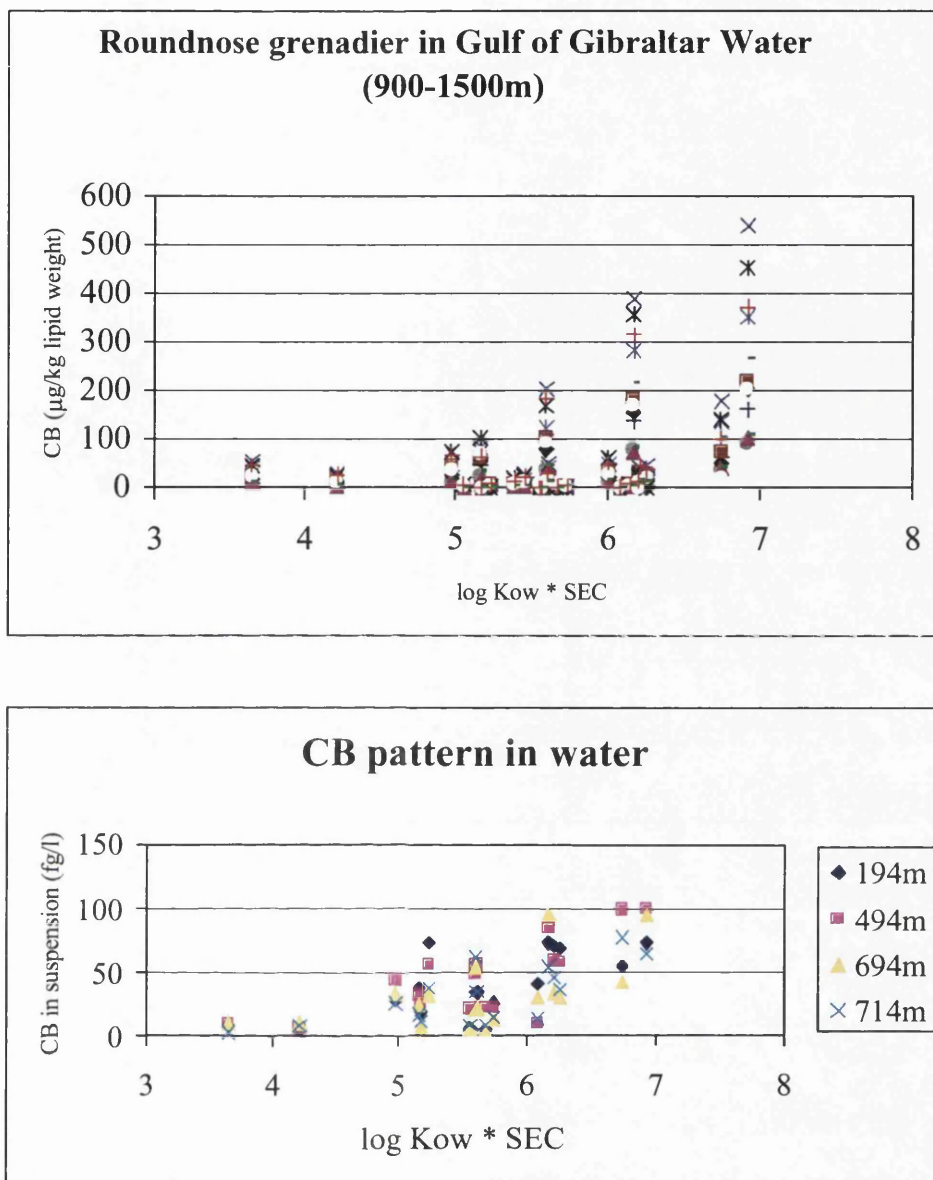 Roundnose grenadier in Gulf of Gibraltar Water
(900-1500m)
CB (µg/kg lipid weight)
600
500
400
300
200
100
0
3 4 5 6 7 8
log Kow * SEC
CB pattern in water
CB in suspension (fg/l)
150
100
50
0
3 4 5 6 7 8
log Kow * SEC
194m
494m
694m
714m